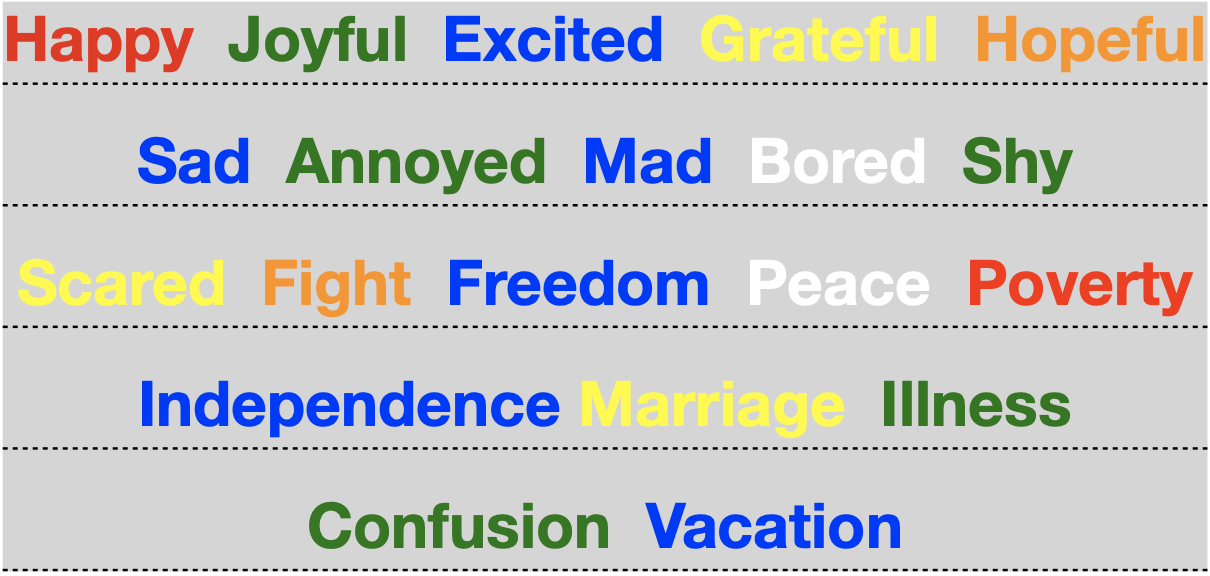 Happy Joyful Excited Grateful Hopeful
Sad Annoyed Mad Bored Shy
Scared Fight Freedom Peace Poverty
Independence Marriage Illness
Confusion Vacation